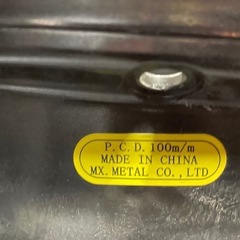 P.C.D.100m/m
MADE IN CHINA
MX.METAL CO.,LTD